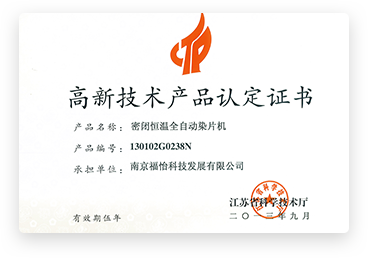 高新技术产品认定证书
产品名称：密闭恒温全自动染片机
产品编号：130102G0238N
承担单位：南京福怡科技发展有限公司
江苏省科学技术厅
有效期伍年
二〇一三年九月